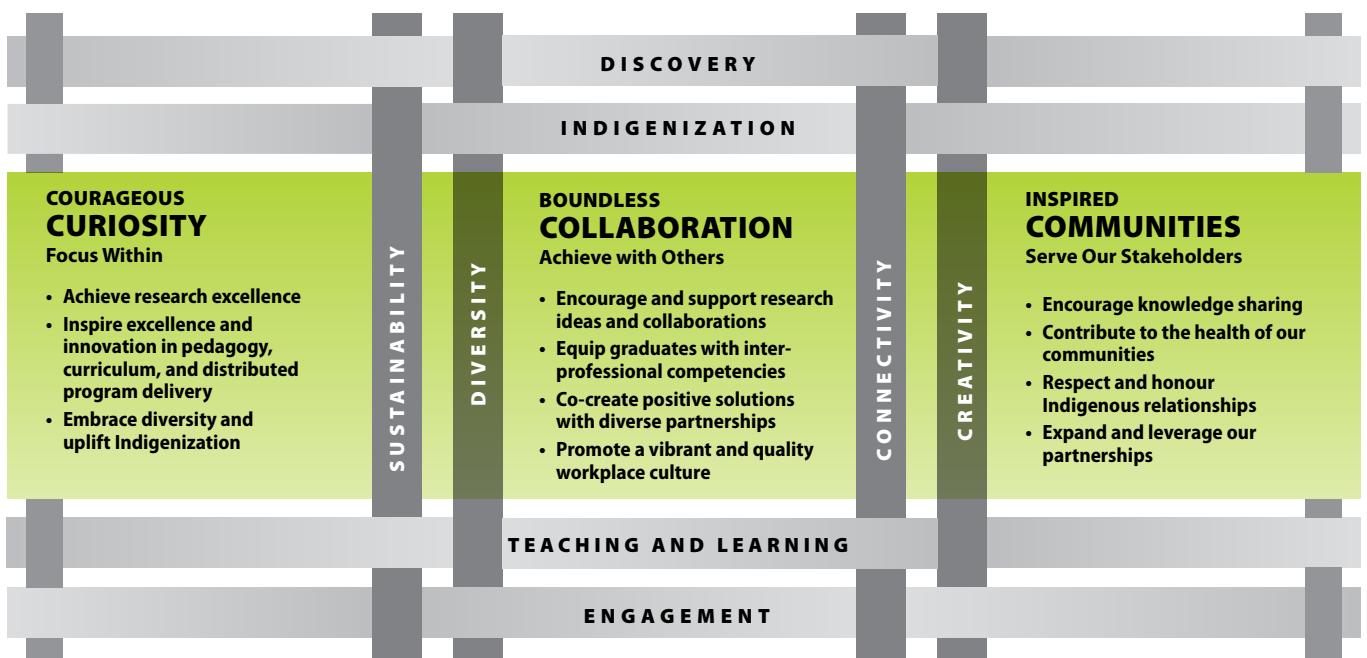 DISCOVERY
INDIGENIZATION
COURAGEOUS
CURIOSITY
Focus Within
• Achieve research excellence
• Inspire excellence and
innovation in pedagogy,
curriculum, and distributed
program delivery
• Embrace diversity and
uplift Indigenization
SUSTAINABILITY
DIVERSITY
BOUNDLESS
COLLABORATION
Achieve with Others
• Encourage and support research
ideas and collaborations
• Equip graduates with inter-
professional competencies
• Co-create positive solutions
with diverse partnerships
• Promote a vibrant and quality
workplace culture
CONNECTIVITY
CREATIVITY
INSPIRED
COMMUNITIES
Serve Our Stakeholders
• Encourage knowledge sharing
• Contribute to the health of our
communities
• Respect and honour
Indigenous relationships
• Expand and leverage our
partnerships
TEACHING AND LEARNING
ENGAGEMENT